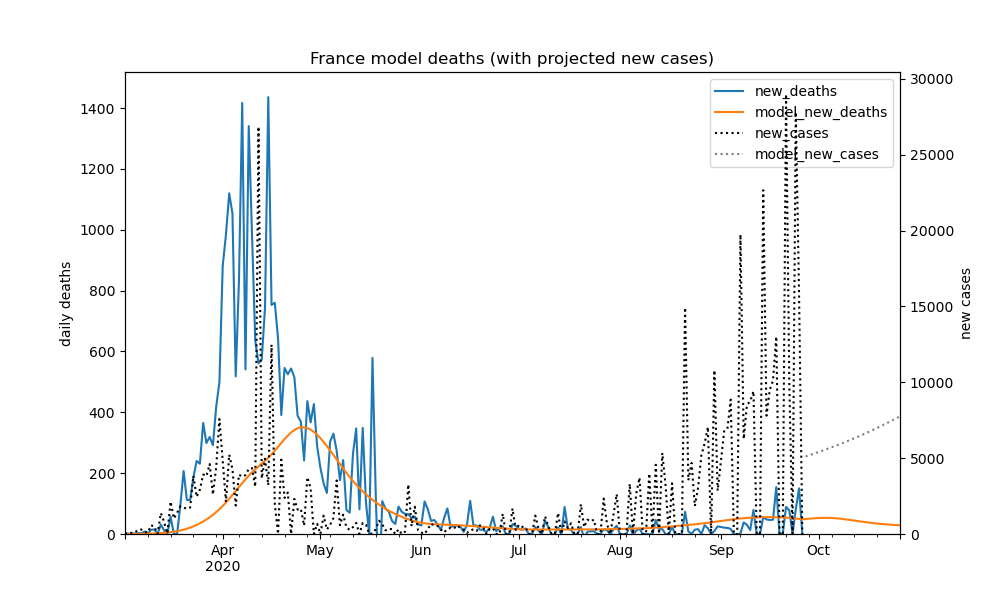 France model deaths (with projected new cases)
new_deaths
model_new_deaths
new_cases
model_new_cases
daily deaths
1400
1200
1000
800
600
400
200
0
new cases
30000
25000
20000
15000
10000
5000
0
Apr
2020
May
Jun
Jul
Aug
Sep
Oct